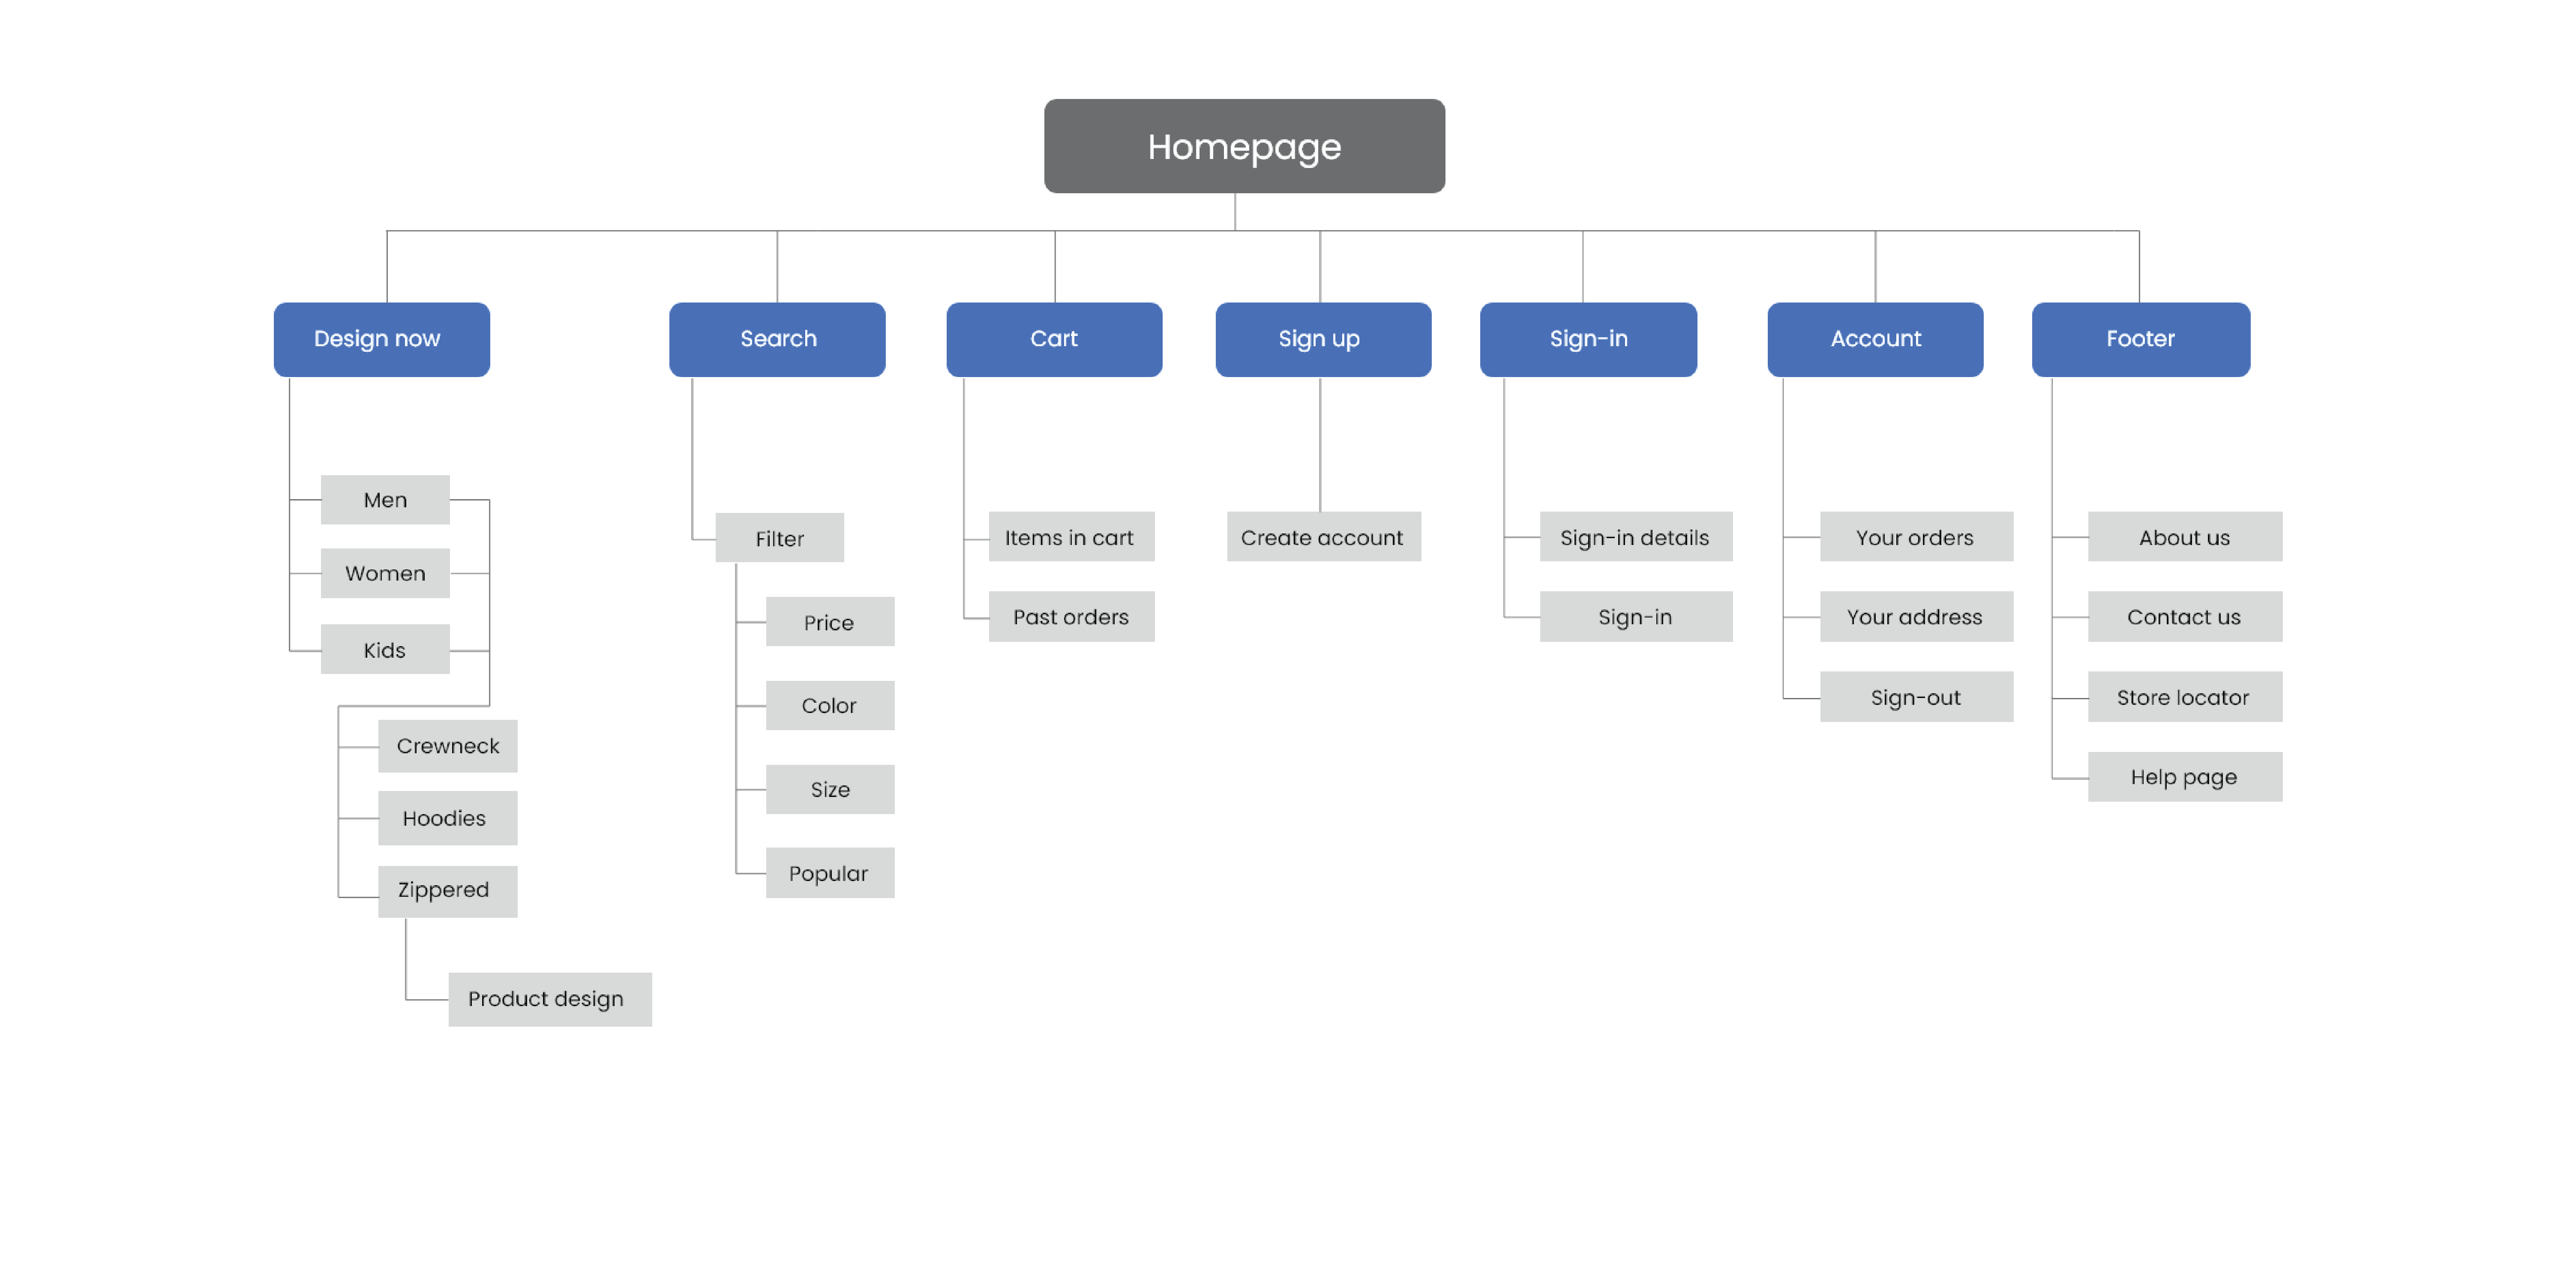 Homepage
Design now
Search
Cart
Sign up
Sign-in
Account
Footer
Men
Women
Kids
Crewneck
Hoodies
Zippered
Product design
Filter
Price
Color
Size
Popular
Items in cart
Past orders
Create account
Sign-in details
Sign-in
Your orders
Your address
Sign-out
About us
Contact us
Store locator
Help page